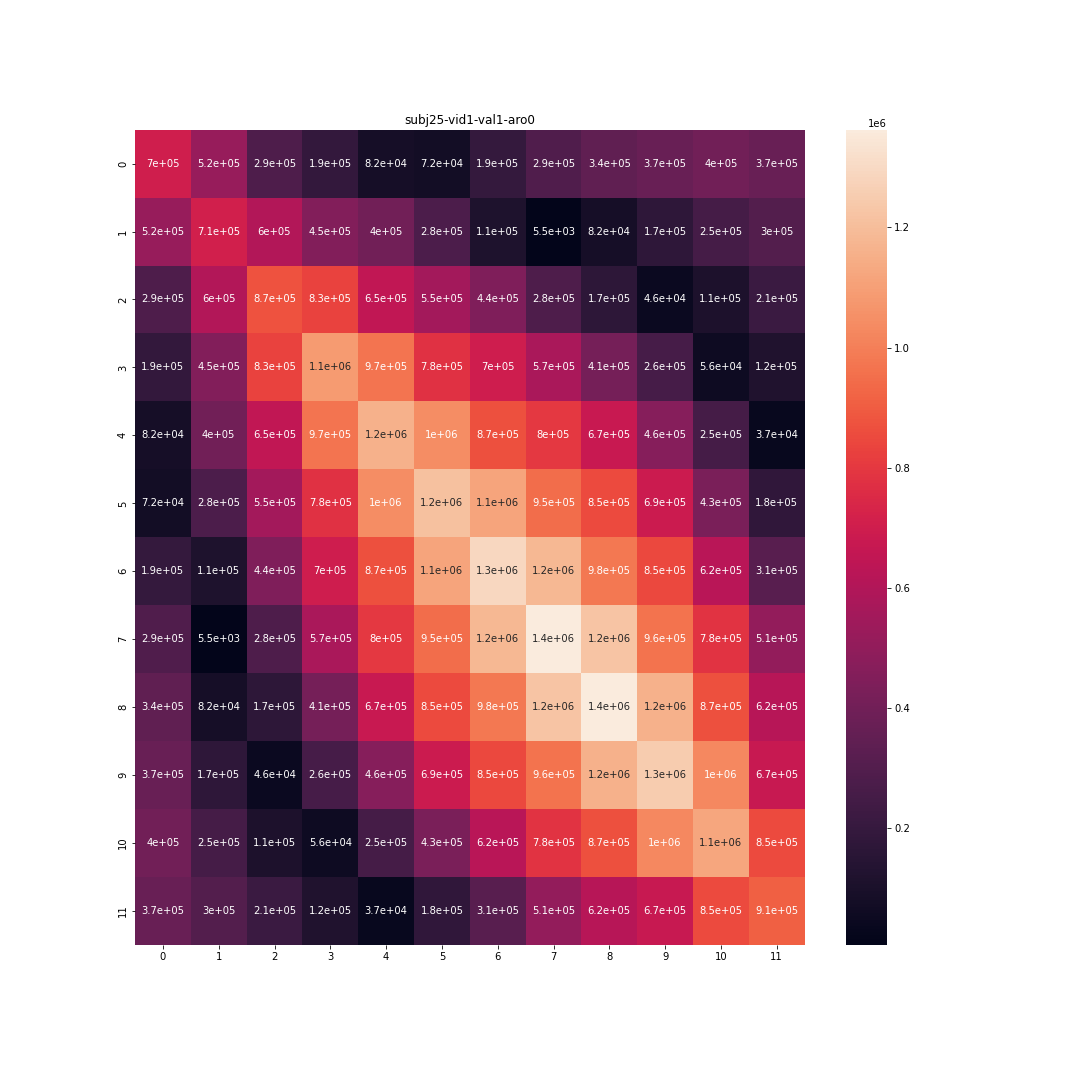 subj25-vid1-val1-aro0
1e6
0 7e+05 5.2e+05 2.9e+05 1.9e+05 8.2e+04 7.2e+04 1.9e+05 2.9e+05 3.4e+05 3.7e+05 4e+05 3.7e+05
1 5.2e+05 7.1e+05 6e+05 4.5e+05 4e+05 2.8e+05 1.1e+05 5.5e+03 8.2e+04 1.7e+05 2.5e+05 3e+05
1.2
2 2.9e+05 6e+05 8.7e+05 8.3e+05 6.5e+05 5.5e+05 4.4e+05 2.8e+05 1.7e+05 4.6e+04 1.1e+05 2.1e+05
1.0
3 1.9e+05 4.5e+05 8.3e+05 1.1e+06 9.7e+05 7.8e+05 7e+05 5.7e+05 4.1e+05 2.6e+05 5.6e+04 1.2e+05
4 8.2e+04 4e+05 6.5e+05 9.7e+05 1.2e+06 1e+06 8.7e+05 8e+05 6.7e+05 4.6e+05 2.5e+05 3.7e+04
0.8
5 7.2e+04 2.8e+05 5.5e+05 7.8e+05 1e+06 1.2e+06 1.1e+06 9.5e+05 8.5e+05 6.9e+05 4.3e+05 1.8e+05
6 1.9e+05 1.1e+05 4.4e+05 7e+05 8.7e+05 1.1e+06 1.3e+06 1.2e+06 9.8e+05 8.5e+05 6.2e+05 3.1e+05
0.6
7 2.9e+05 5.5e+03 2.8e+05 5.7e+05 8e+05 9.5e+05 1.2e+06 1.4e+06 1.2e+06 9.6e+05 7.8e+05 5.1e+05
8 3.4e+05 8.2e+04 1.7e+05 4.1e+05 6.7e+05 8.5e+05 9.8e+05 1.2e+06 1.4e+06 1.2e+06 8.7e+05 6.2e+05
0.4
9 3.7e+05 1.7e+05 4.6e+04 2.6e+05 4.6e+05 6.9e+05 8.5e+05 9.6e+05 1.2e+06 1.3e+06 1e+06 6.7e+05
0.2
10 4e+05 2.5e+05 1.1e+05 5.6e+04 2.5e+05 4.3e+05 6.2e+05 7.8e+05 8.7e+05 1e+06 1.1e+06 8.5e+05
11 3.7e+05 3e+05 2.1e+05 1.2e+05 3.7e+04 1.8e+05 3.1e+05 5.1e+05 6.2e+05 6.7e+05 8.5e+05 9.1e+05
0 1 2 3 4 5 6 7 8 9 10 11